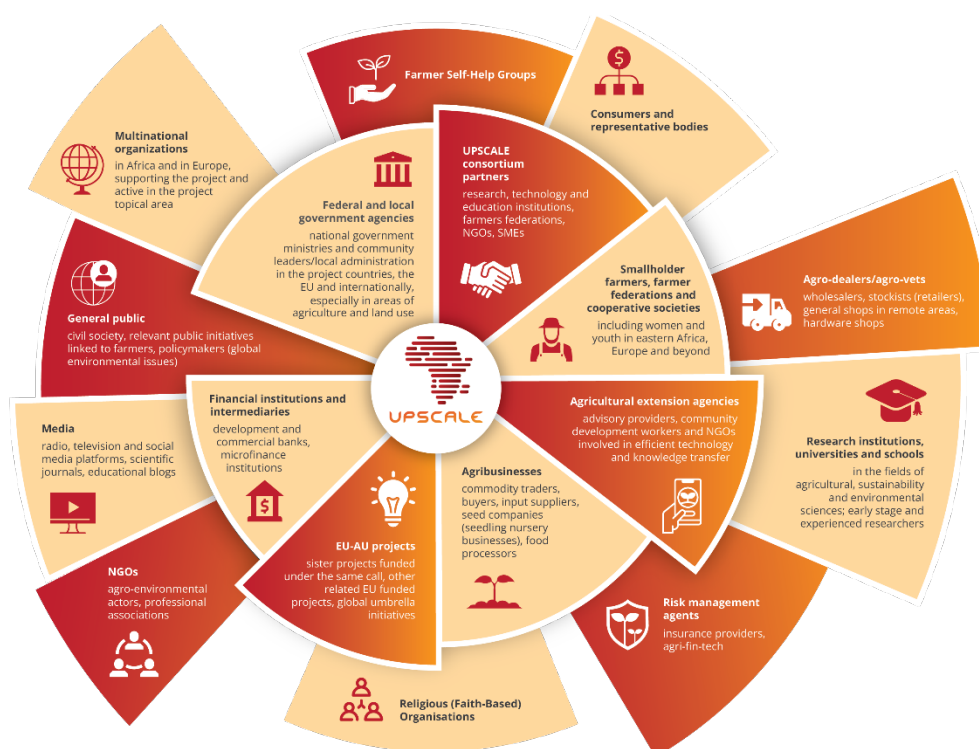 Farmer Self-Help Groups
Consumers and
representative bodies
Multinational
organizations
in Africa and in Europe,
supporting the project and
active in the project
topical area
Federal and local
government agencies
national government
ministries and community
leaders/local administration
in the project countries, the
EU and internationally,
especially in areas of
agriculture and land use
UPSCALE
consortium
partners
research, technology and
education institutions,
farmers federations,
NGOs, SMEs
Smallholder
farmers, farmer
federations and
cooperative societies
including women and
youth in eastern Africa,
Europe and beyond
Agro-dealers/agro-vets
wholesalers, stockists (retailers),
general shops in remote areas,
hardware shops
General public
civil society, relevant public initiatives
linked to farmers, policymakers (global
environmental issues)
UPSCALE
Financial institutions and
intermediaries
development and
commercial banks,
microfinance
institutions
Agricultural extension agencies
advisory providers, community
development workers and NGOs
involved in efficient technology
and knowledge transfer
Media
radio, television and social
media platforms, scientific
journals, educational blogs
Research institutions,
universities and schools
in the fields of
agricultural, sustainability
and environmental
sciences; early stage and
experienced researchers
Agribusinesses
commodity traders,
buyers, input suppliers,
seed companies
(seedling nursery
businesses), food
processors
EU-AU projects
sister projects funded
under the same call, other
related EU funded
projects, global umbrella
initiatives
NGOs
agro-environmental
actors, professional
associations
Risk management
agents
insurance providers,
agri-fin-tech
Religious (Faith-Based)
Organisations